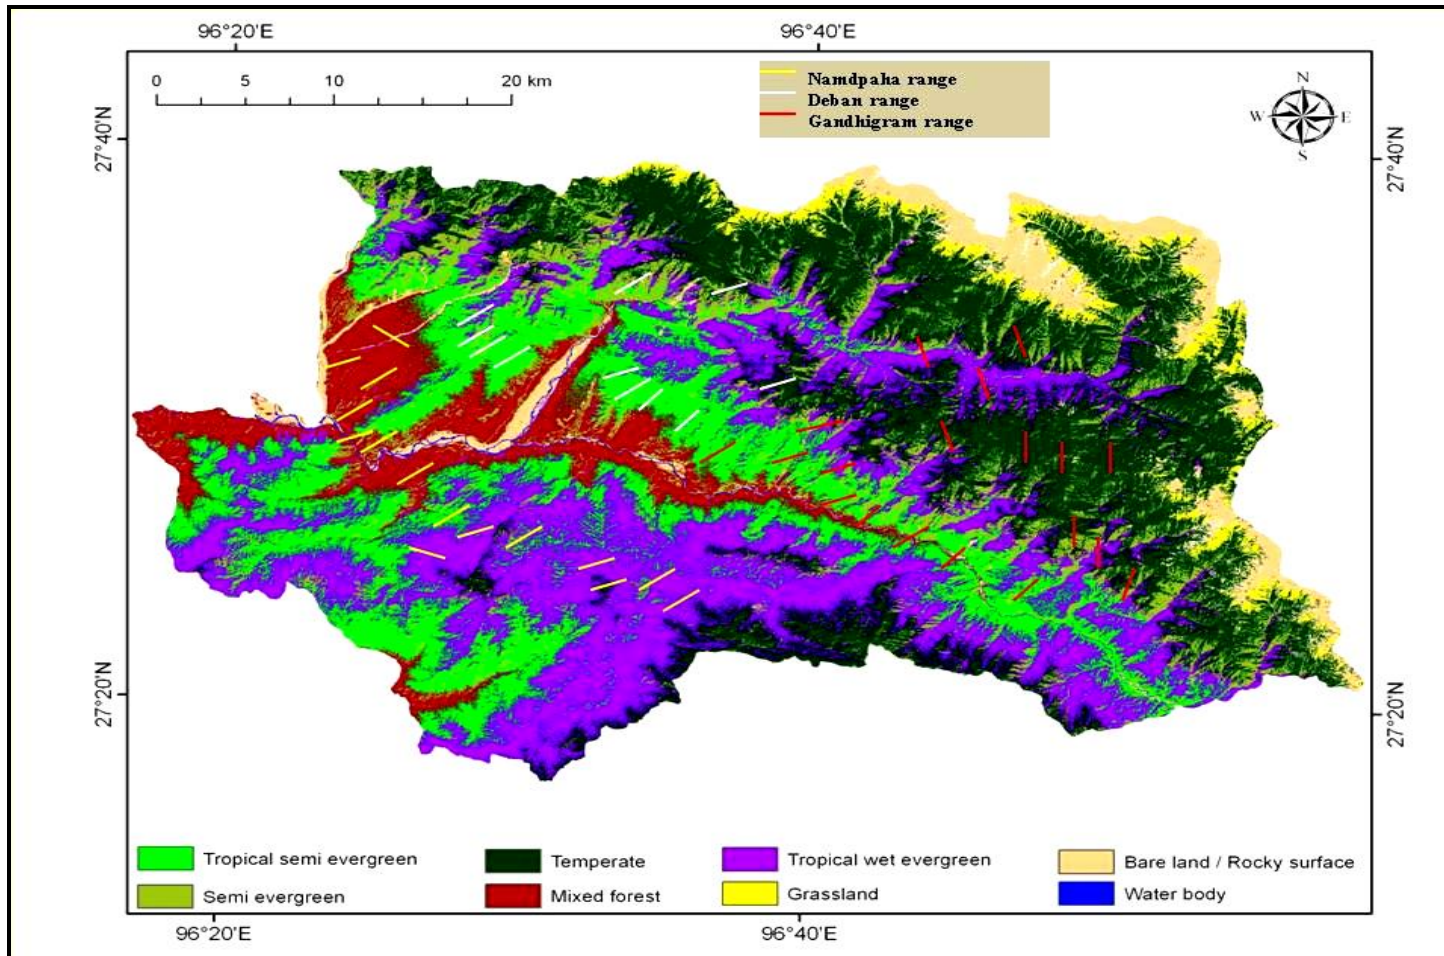 96°20'E 96°40'E
0 5 10 20 km
Namdpaha range
Deban range
Gandhigram range
N
W E
S
27°40'N 27°40'N
27°20'N 27°20'N
Tropical semi evergreen Temperate Tropical wet evergreen Bare land / Rocky surface
Semi evergreen Mixed forest Grassland Water body
96°20'E 96°40'E